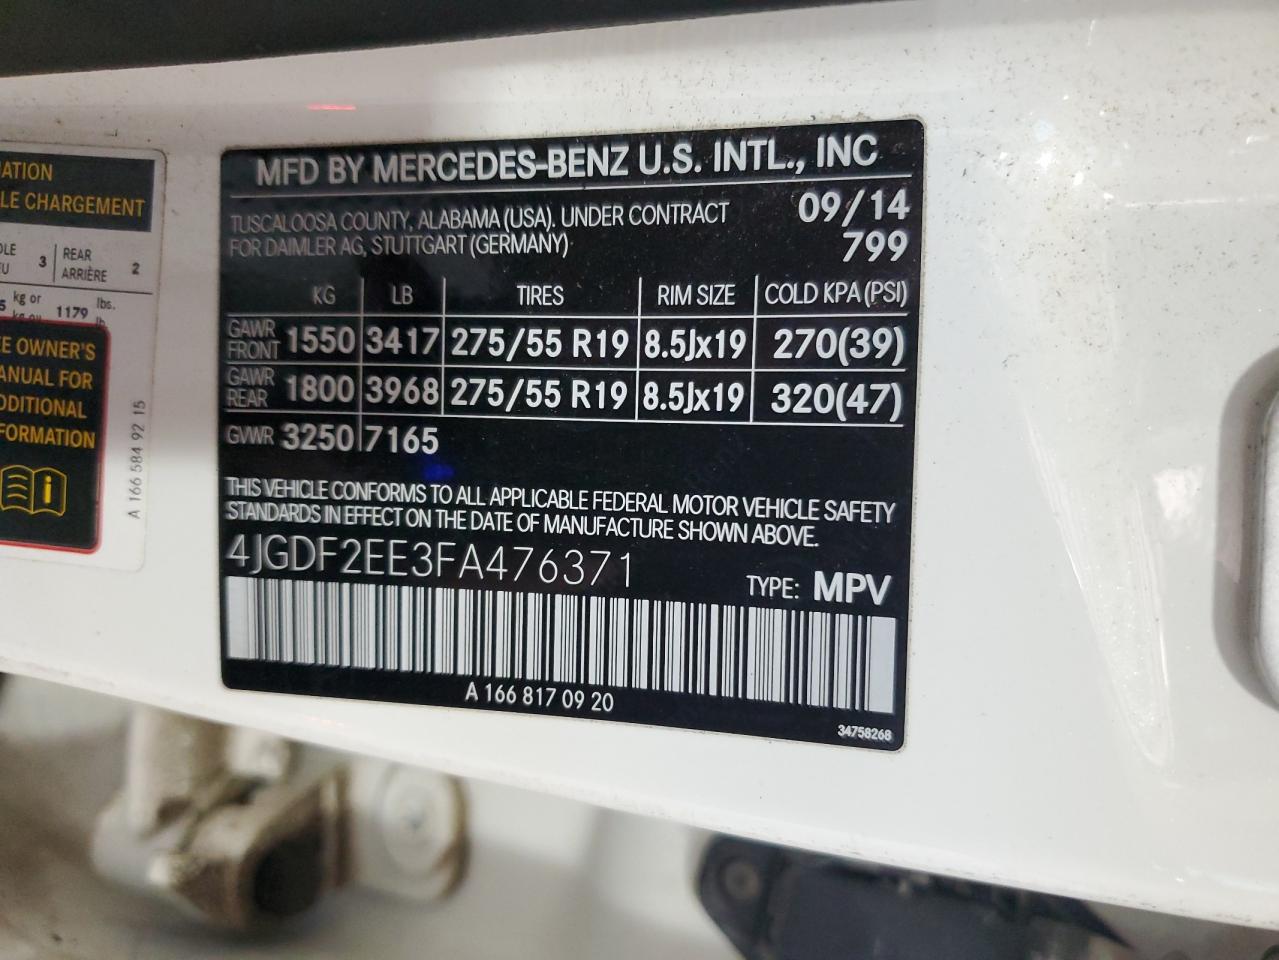 MATION
LE CHARGEMENT
3
REAR
ARRIÈRE
2
kg or
1179
lbs.
lb.
OWNER'S
FOR
A 166 584 92 15
MFD BY MERCEDES-BENZ U.S. INTL., INC
TUSCALOOSA COUNTY, ALABAMA (USA). UNDER CONTRACT
FOR DAIMLER AG, STUTTGART (GERMANY)
09/14
799
KG LB TIRES RIM SIZE COLD KPA (PSI)
GAWR FRONT 1550 3417 275/55 R19 8.5Jx19 270(39)
GAWR REAR 1800 3968 275/55 R19 8.5Jx19 320(47)
GVWR 3250 7165
THIS VEHICLE CONFORMS TO ALL APPLICABLE FEDERAL MOTOR VEHICLE SAFETY
STANDARDS IN EFFECT ON THE DATE OF MANUFACTURE SHOWN ABOVE.
4JGDF2EE3FA476371
TYPE: MPV
A 166 817 09 20
34758268